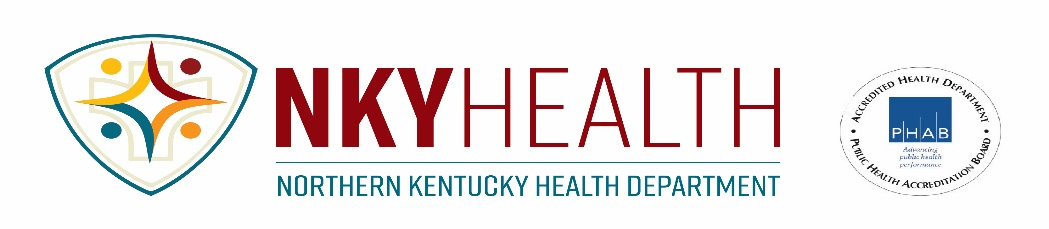 NKYHEALTH
NORTHERN KENTUCKY HEALTH DEPARTMENT
ACCREDITED HEALTH DEPARTMENT
PHAB
Advancing
public health
performance
PUBLIC HEALTH ACCREDITATION BOARD